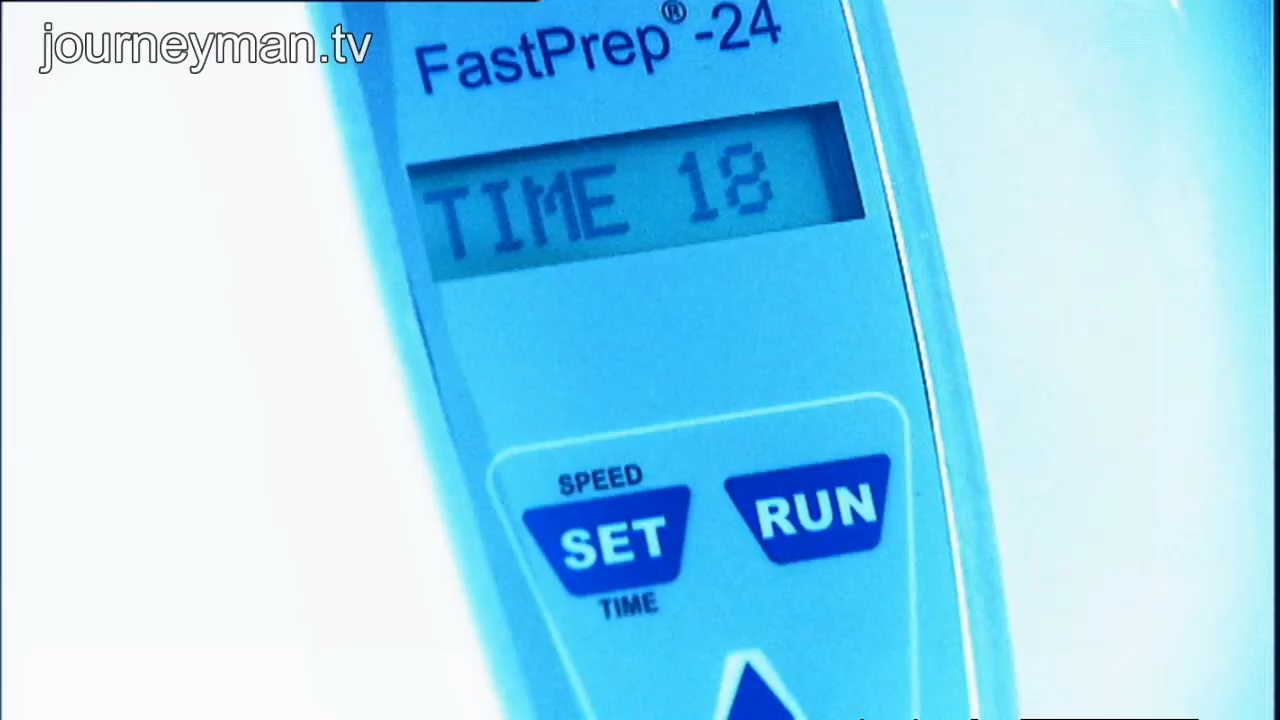 journeyman.tv
FastPrep®-24
TIME 18
SPEED
SET
RUN
TIME